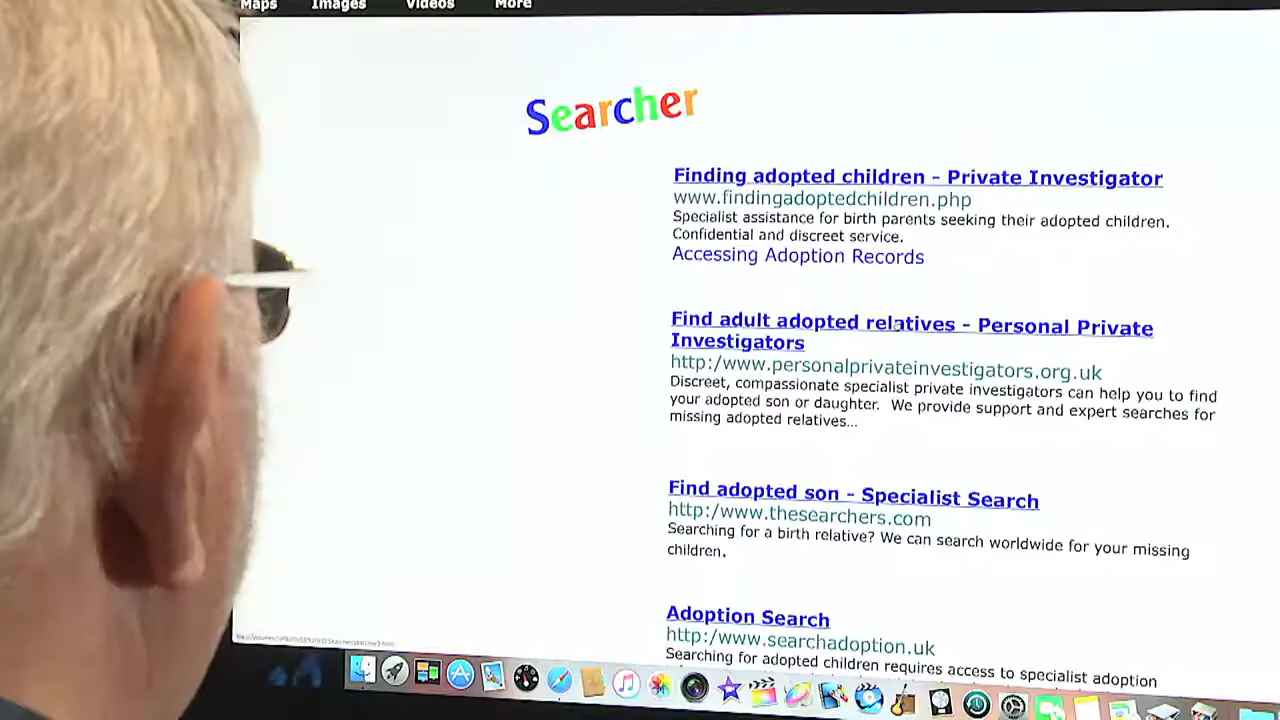 Maps Images Videos More
Searcher
Finding adopted children - Private Investigator
www.findingadoptedchildren.php
Specialist assistance for birth parents seeking their adopted children.
Confidential and discreet service.
Accessing Adoption Records
Find adult adopted relatives - Personal Private
Investigators
http:/www.personalprivateinvestigators.org.uk
Discreet, compassionate specialist private investigators can help you to find
your adopted son or daughter. We provide support and expert searches for
missing adopted relatives...
Find adopted son - Specialist Search
http:/www.thesearchers.com
Searching for a birth relative? We can search worldwide for your missing
children.
Adoption Search
http:/www.searchadoption.uk
Searching for adopted children requires access to specialist adoption